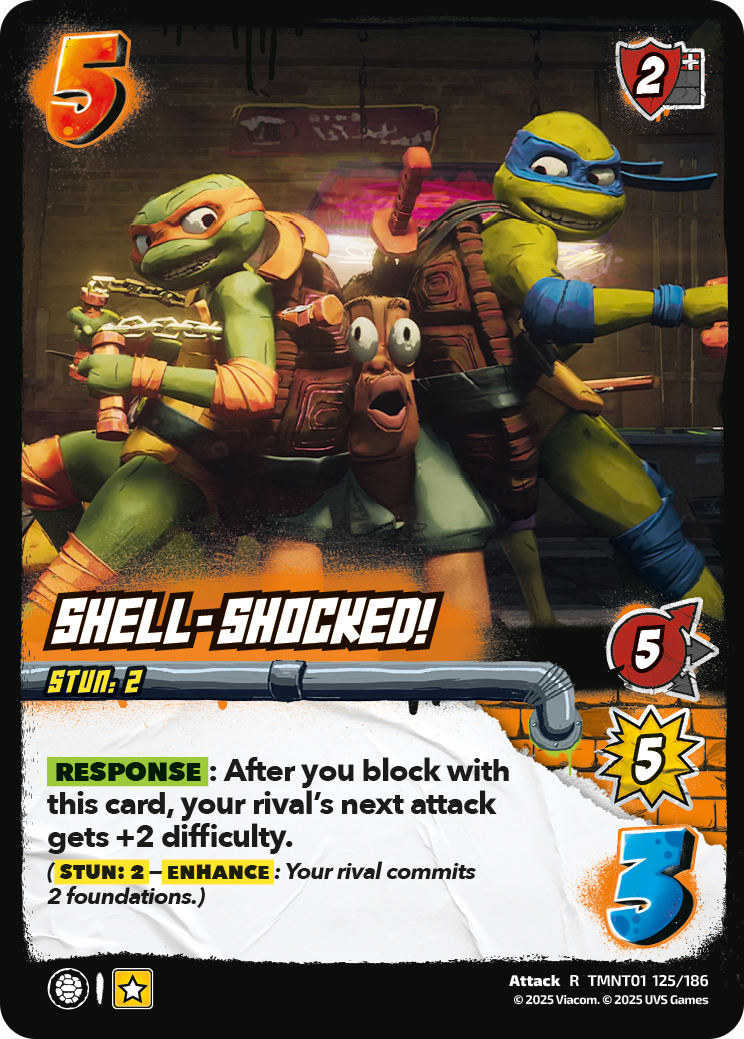 5
2
SHELL-SHOCKED!
STUN: 2
5
RESPONSE: After you block with
this card, your rival's next attack
gets +2 difficulty.
5
(STUN: 2 – ENHANCE: Your rival commits
2 foundations.)
3
Attack R TMNT01 125/186
© 2025 Viacom. © 2025 UVS Games